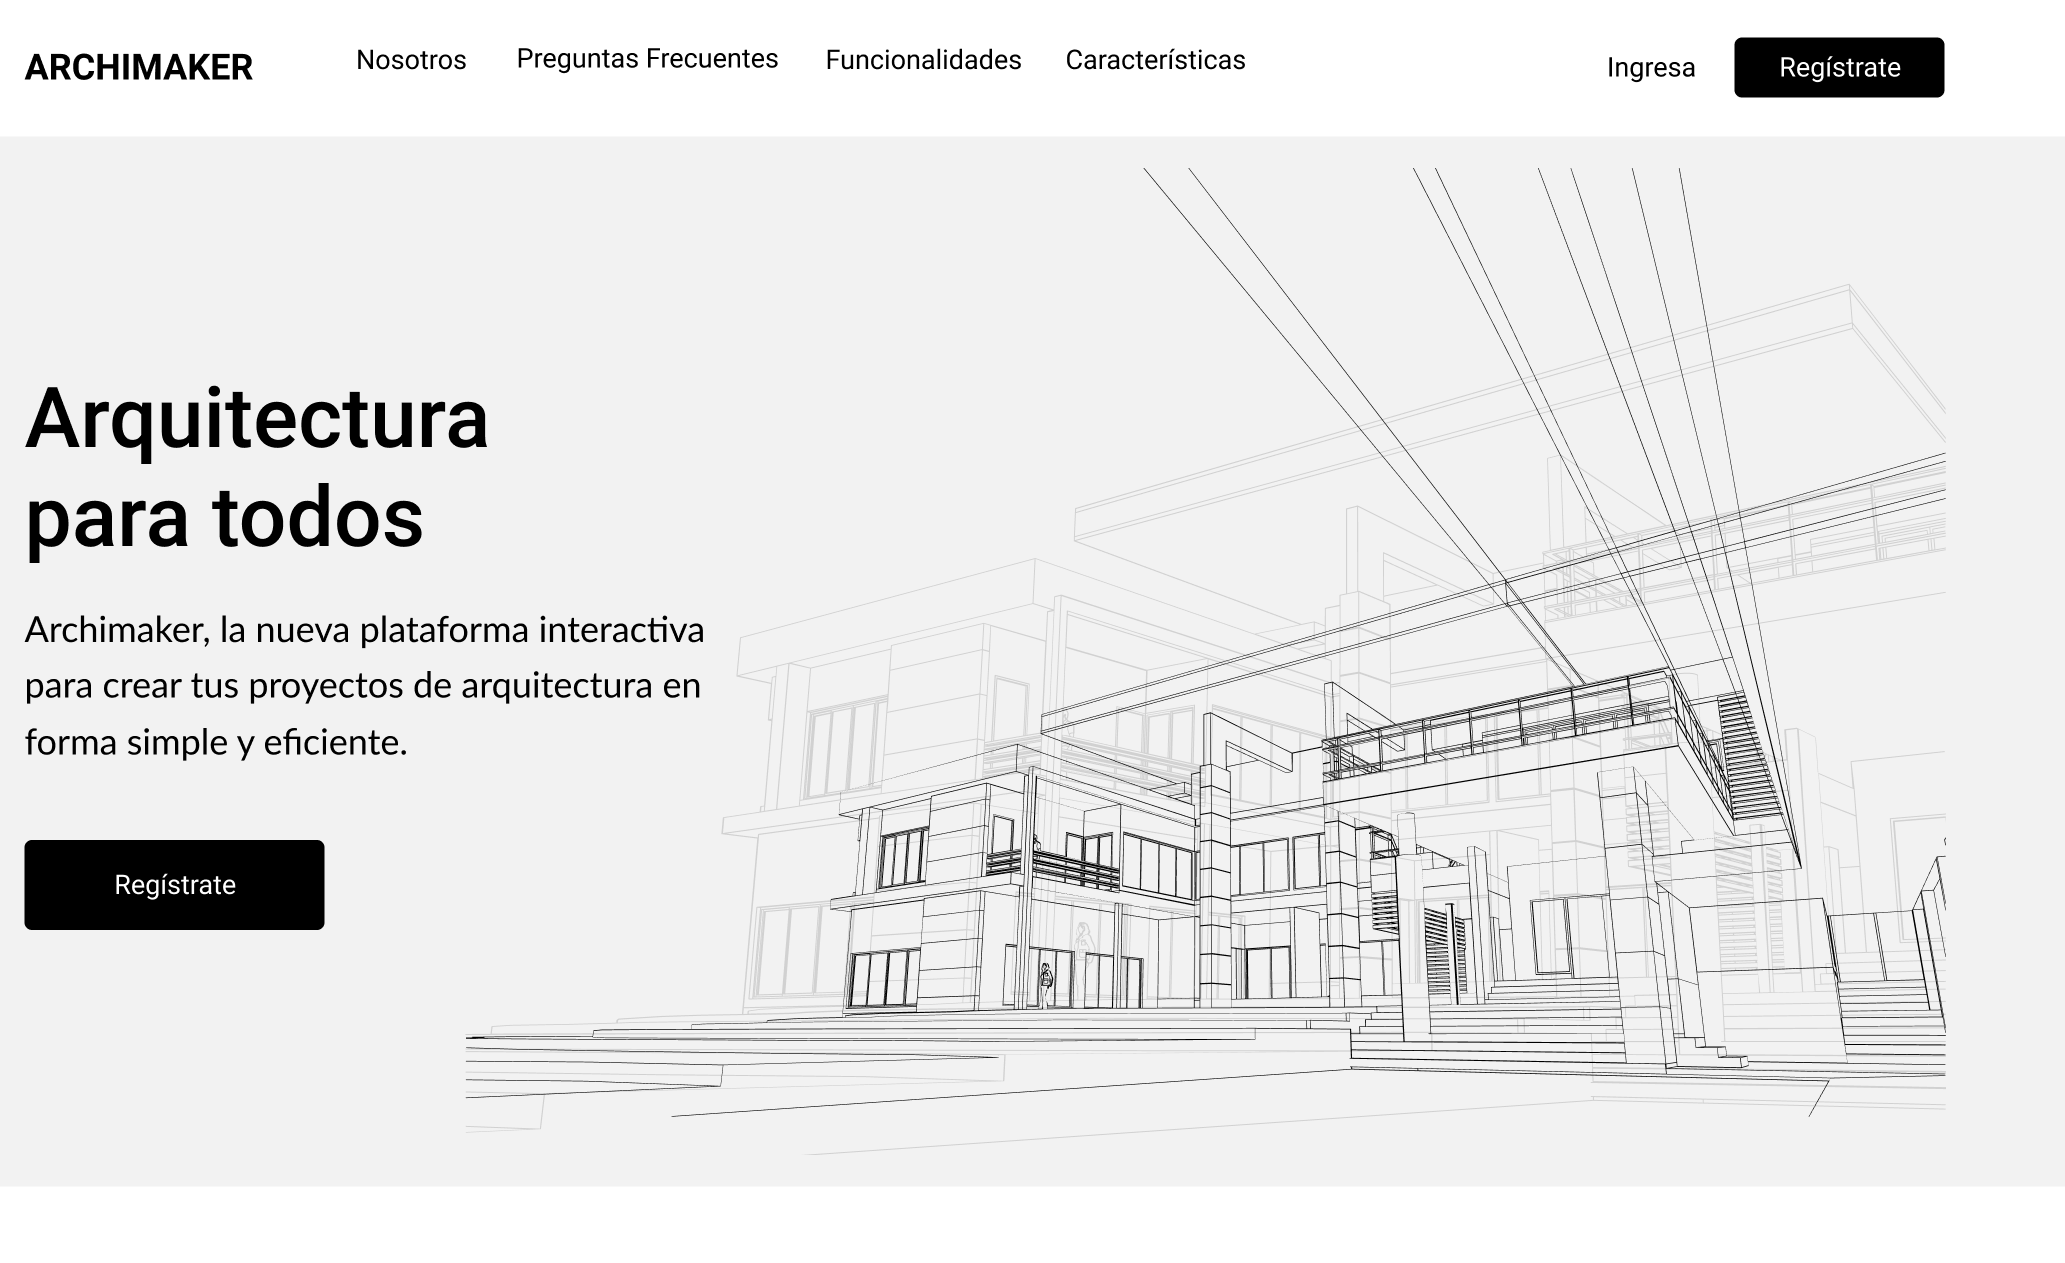 ARCHIMAKER
Nosotros
Preguntas Frecuentes
Funcionalidades
Características
Ingresa
Regístrate
Arquitectura
para todos
Archimaker, la nueva plataforma interactiva
para crear tus proyectos de arquitectura en
forma simple y eficiente.
Regístrate